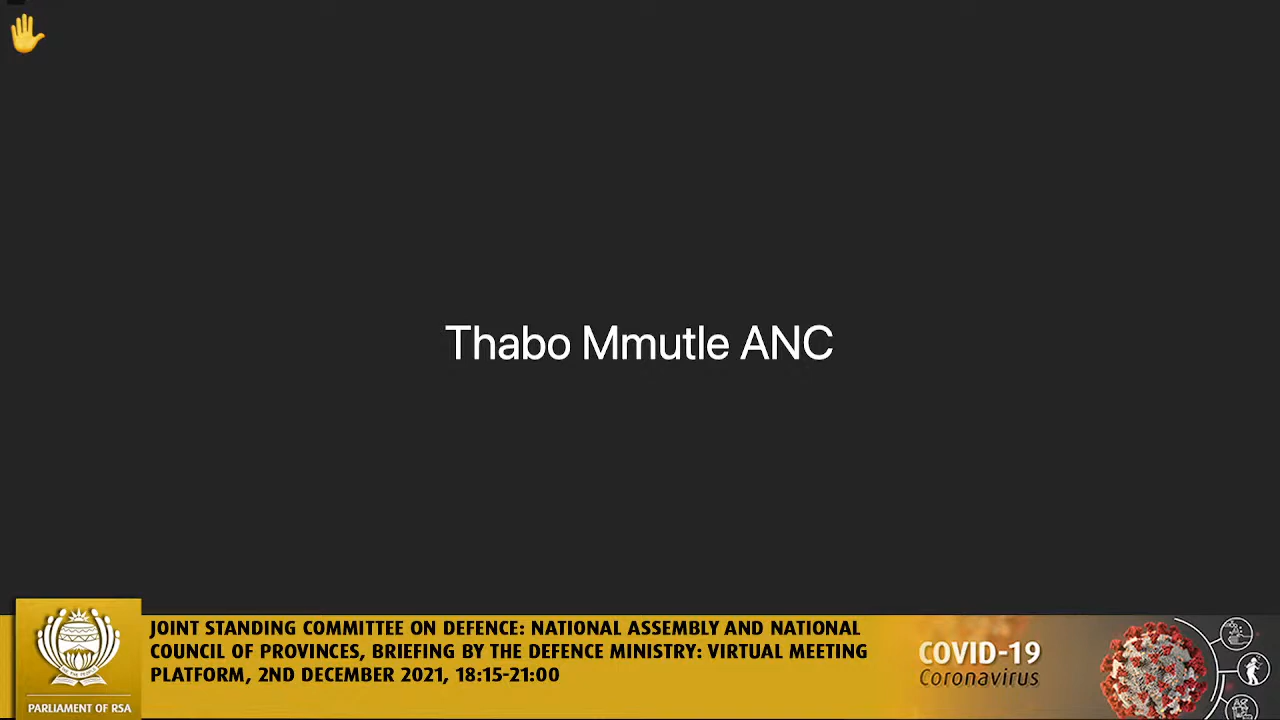 Thabo Mmutle ANC
JOINT STANDING COMMITTEE ON DEFENCE: NATIONAL ASSEMBLY AND NATIONAL
COUNCIL OF PROVINCES, BRIEFING BY THE DEFENCE MINISTRY: VIRTUAL MEETING
PLATFORM, 2ND DECEMBER 2021, 18:15-21:00
PARLIAMENT OF RSA
COVID-19
Coronavirus